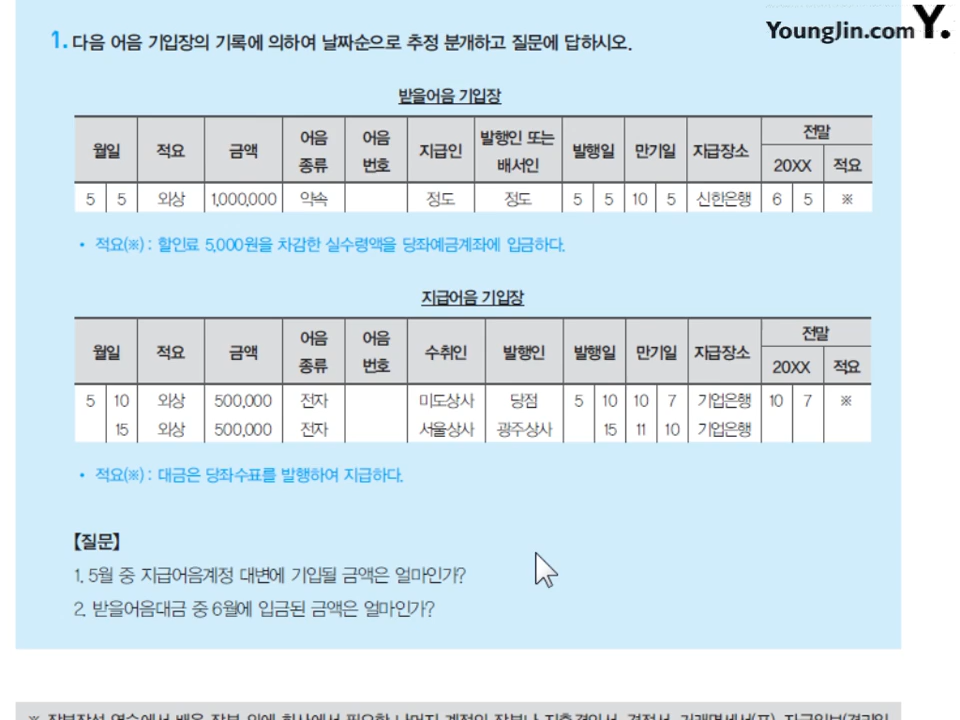 YoungJin.com Y.
1. 다음 어음 기입장의 기록에 의하여 날짜순으로 추정 분개하고 질문에 답하시오.
받을어음 기입장
월일 적요 금액 어음 종류 어음 번호 지급인 발행인 또는 배서인 발행일 만기일 지급장소 전말 20XX 적요
5 5 외상 1,000,000 약속 정도 정도 5 5 10 5 신한은행 6 5 ※
• 적요(※) : 할인료 5,000원을 차감한 실수령액을 당좌예금계좌에 입금하다.
지급어음 기입장
월일 적요 금액 어음 종류 어음 번호 수취인 발행인 발행일 만기일 지급장소 전말 20XX 적요
5 10 외상 500,000 전자 미도상사 당점 5 10 10 7 기업은행 10 7 ※
15 외상 500,000 전자 서울상사 광주상사 15 11 10 기업은행
• 적요(※) : 대금은 당좌수표를 발행하여 지급하다.
【질문】
1. 5월 중 지급어음계정 대변에 기입될 금액은 얼마인가?
2. 받을어음대금 중 6월에 입금된 금액은 얼마인가?